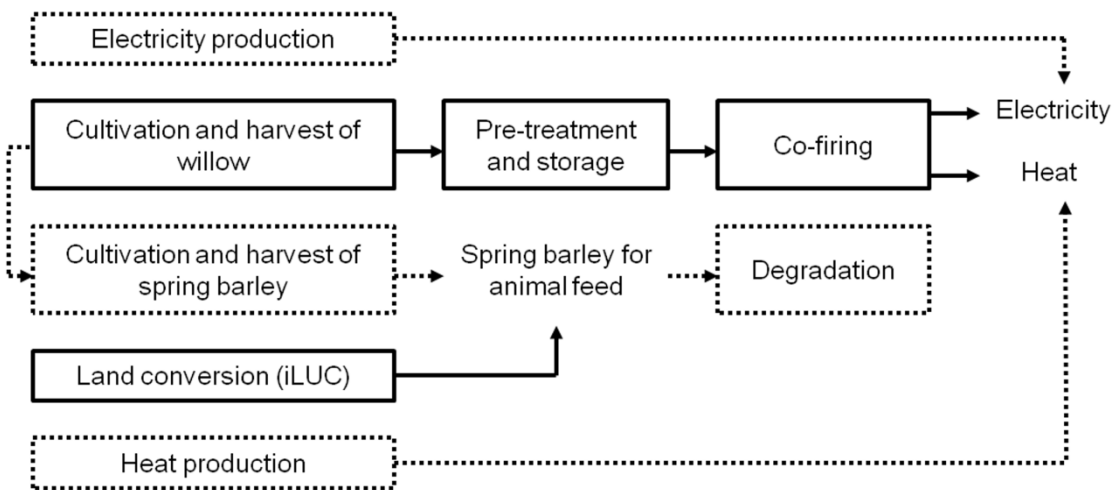 Electricity production
Cultivation and harvest of
willow
Pre-treatment
and storage
Co-firing
Electricity
Heat
Cultivation and harvest of
spring barley
Spring barley for
animal feed
Degradation
Land conversion (iLUC)
Heat production